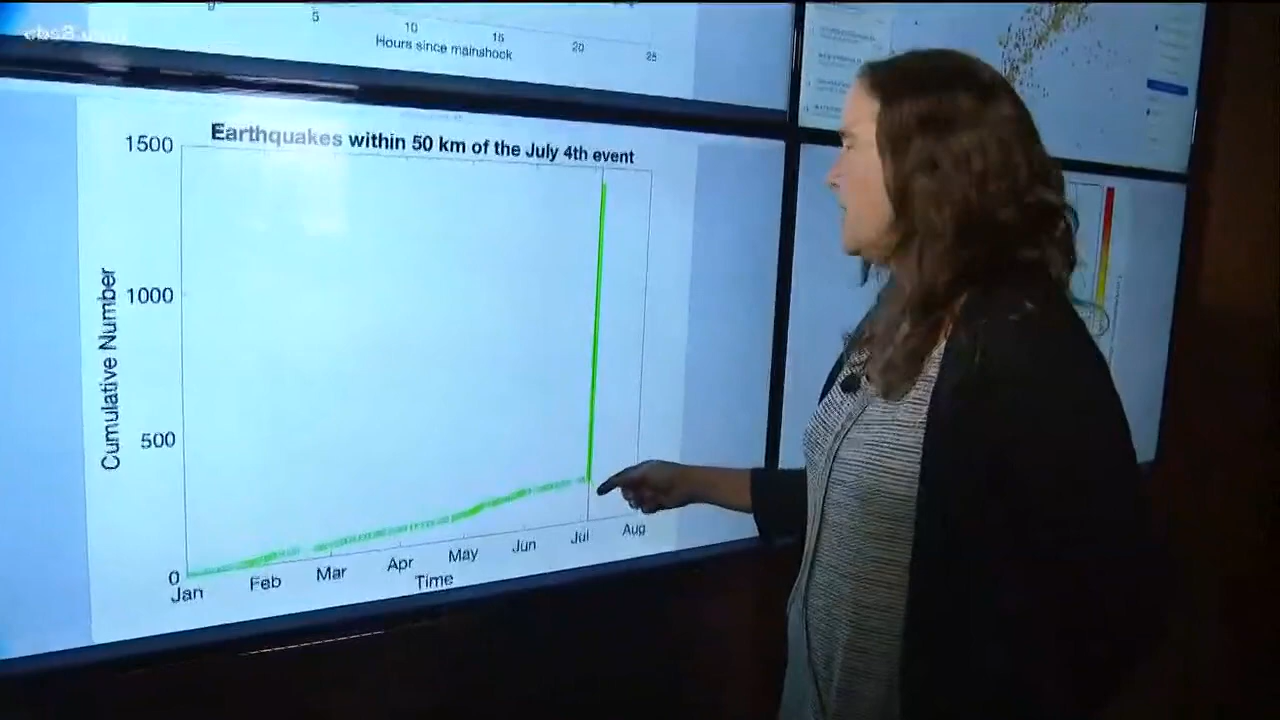 5
10
15
20
25
Hours since mainshock
Earthquakes within 50 km of the July 4th event
1500
1000
500
0
Cumulative Number
Jan
Feb
Mar
Apr
May
Jun
Jul
Aug
Time